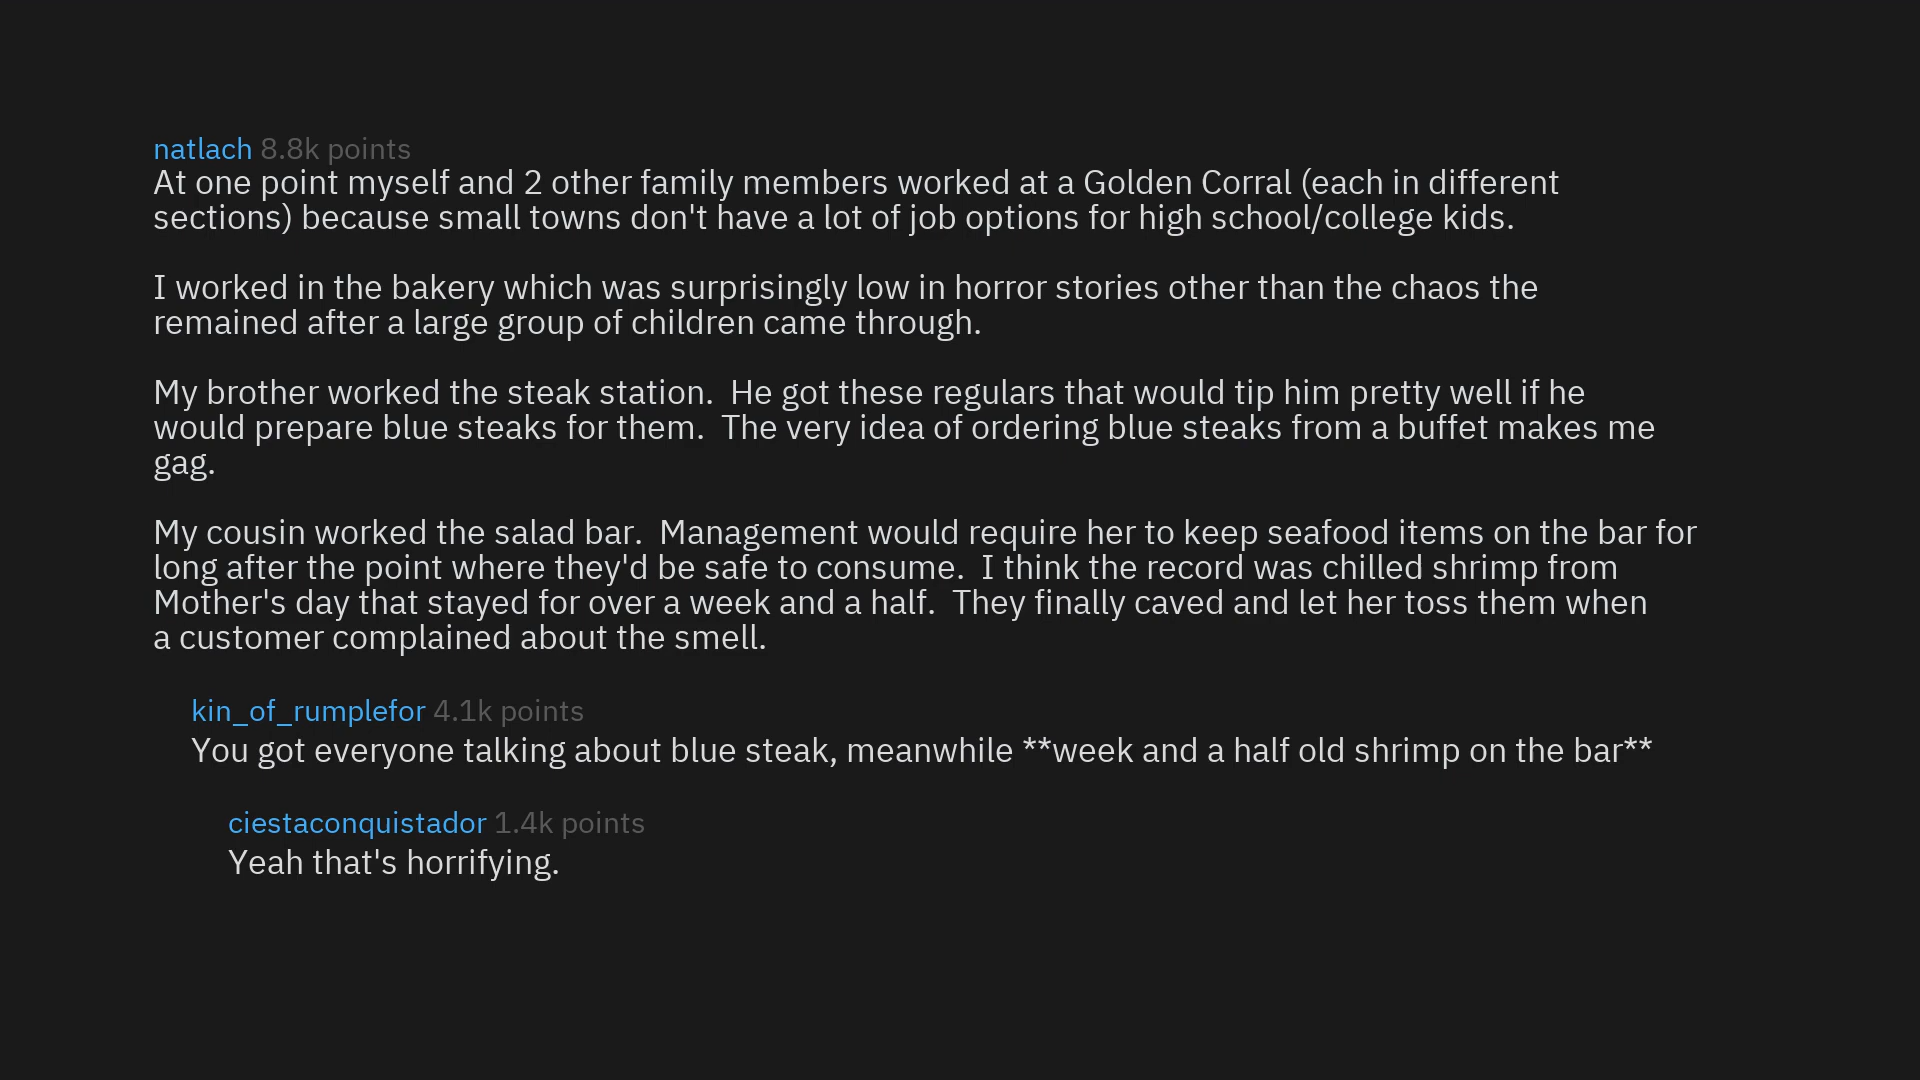 natlach 8.8k points
At one point myself and 2 other family members worked at a Golden Corral (each in different
sections) because small towns don't have a lot of job options for high school/college kids.
I worked in the bakery which was surprisingly low in horror stories other than the chaos the
remained after a large group of children came through.
My brother worked the steak station.  He got these regulars that would tip him pretty well if he
would prepare blue steaks for them.  The very idea of ordering blue steaks from a buffet makes me
gag.
My cousin worked the salad bar.  Management would require her to keep seafood items on the bar for
long after the point where they'd be safe to consume.  I think the record was chilled shrimp from
Mother's day that stayed for over a week and a half.  They finally caved and let her toss them when
a customer complained about the smell.
kin_of_rumplefor 4.1k points
You got everyone talking about blue steak, meanwhile **week and a half old shrimp on the bar**
ciestaconquistador 1.4k points
Yeah that's horrifying.